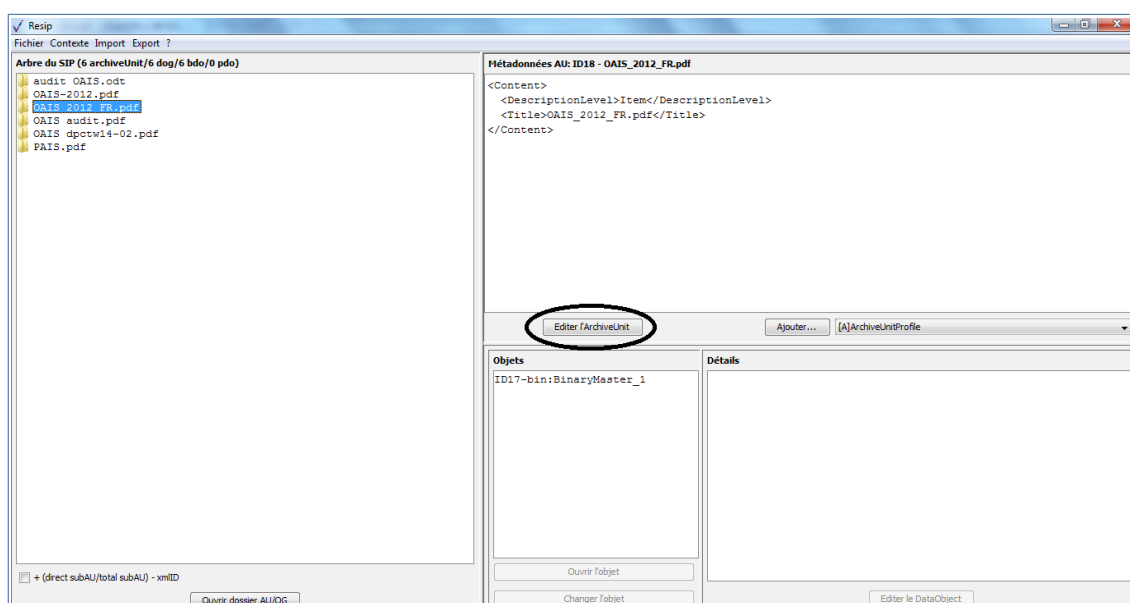 Resip
Fichier Contexte Import Export ?
Arbre du SIP (6 archiveUnit/6 dog/6 bdo/0 pdo)
audit OAIS.odt
OAIS-2012.pdf
OAIS_2012_FR.pdf
OAIS audit.pdf
OAIS dpctw14-02.pdf
PAIS.pdf
+ (direct subAU/total subAU) - xmlID
Ouvrir dossier AU/OG
Métadonnées AU: ID18 - OAIS_2012_FR.pdf
<Content>
<DescriptionLevel>Item</DescriptionLevel>
<Title>OAIS_2012_FR.pdf</Title>
</Content>
Editer l'ArchiveUnit
Ajouter... [A]ArchiveUnitProfile
Objets
ID17-bin:BinaryMaster_1
Ouvrir l'objet
Changer l'objet
Détails
Editer le DataObject